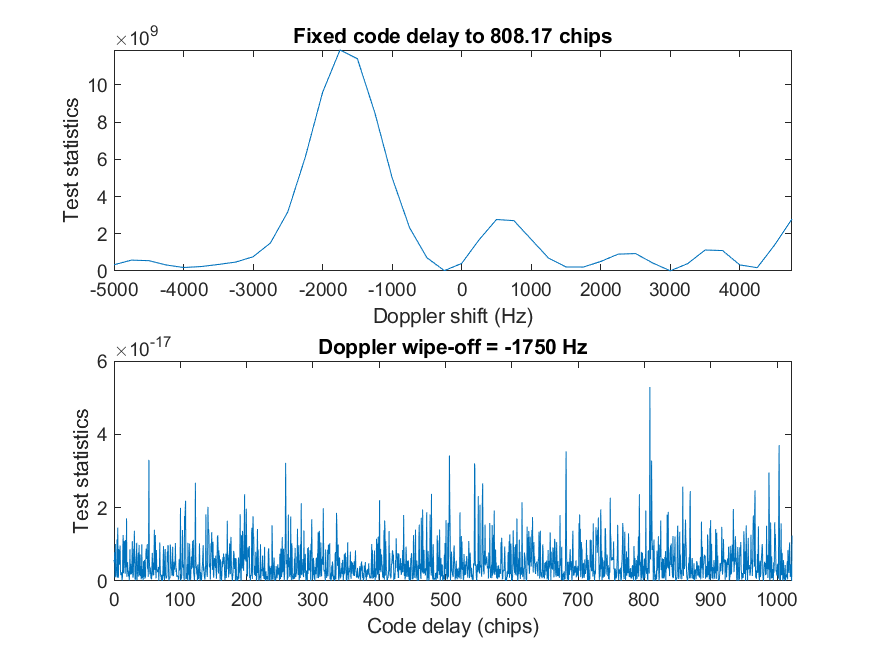 ×10⁹
Fixed code delay to 808.17 chips
10
8
6
4
2
0
Test statistics
-5000 -4000 -3000 -2000 -1000 0 1000 2000 3000 4000
Doppler shift (Hz)
×10⁻¹⁷
Doppler wipe-off = -1750 Hz
6
4
2
0
Test statistics
0 100 200 300 400 500 600 700 800 900 1000
Code delay (chips)